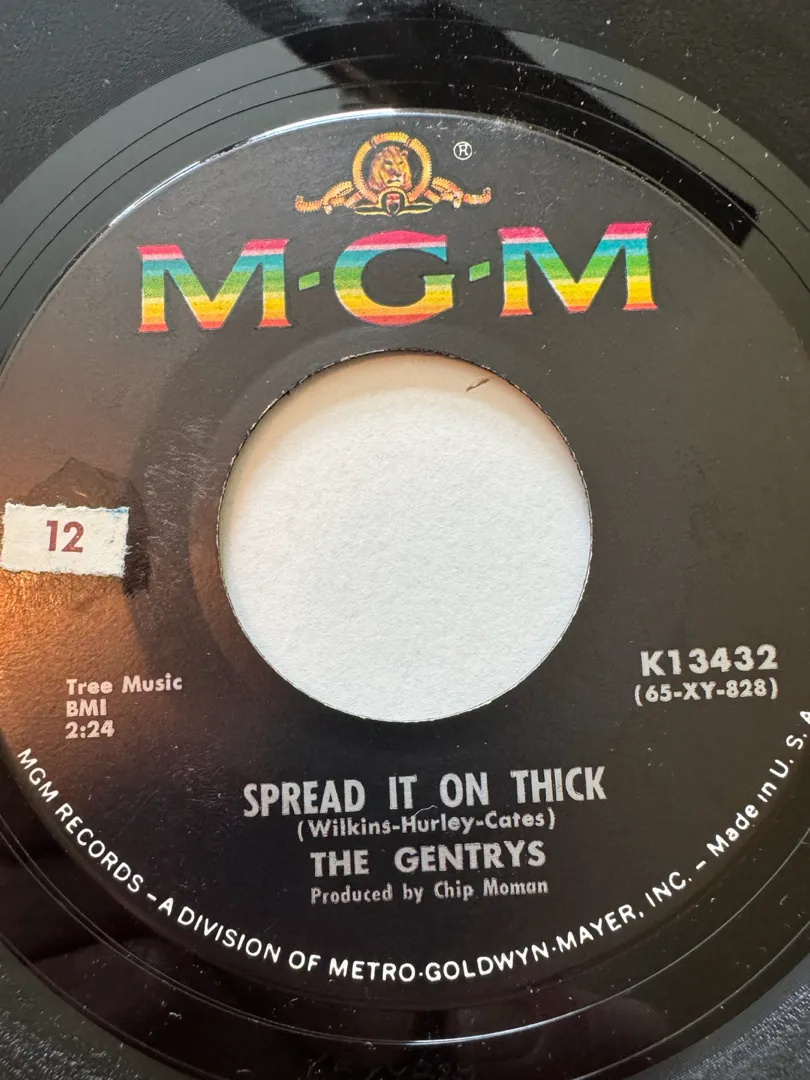 ®
M-G-M
12
K13432
(65-XY-828)
Tree Music
BMI
2:24
SPREAD IT ON THICK
(Wilkins-Hurley-Cates)
THE GENTRYS
Produced by Chip Moman
MGM RECORDS – A DIVISION OF METRO-GOLDWYN-MAYER, INC. – Made in U. S. A